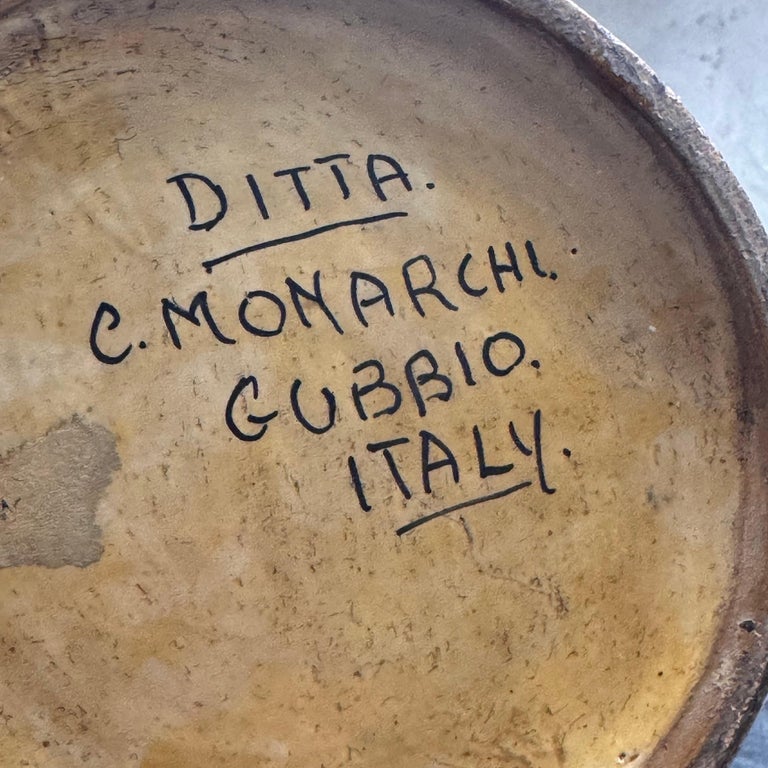 DITTA.
C. MONARCHI.
GUBBIO.
ITALY.